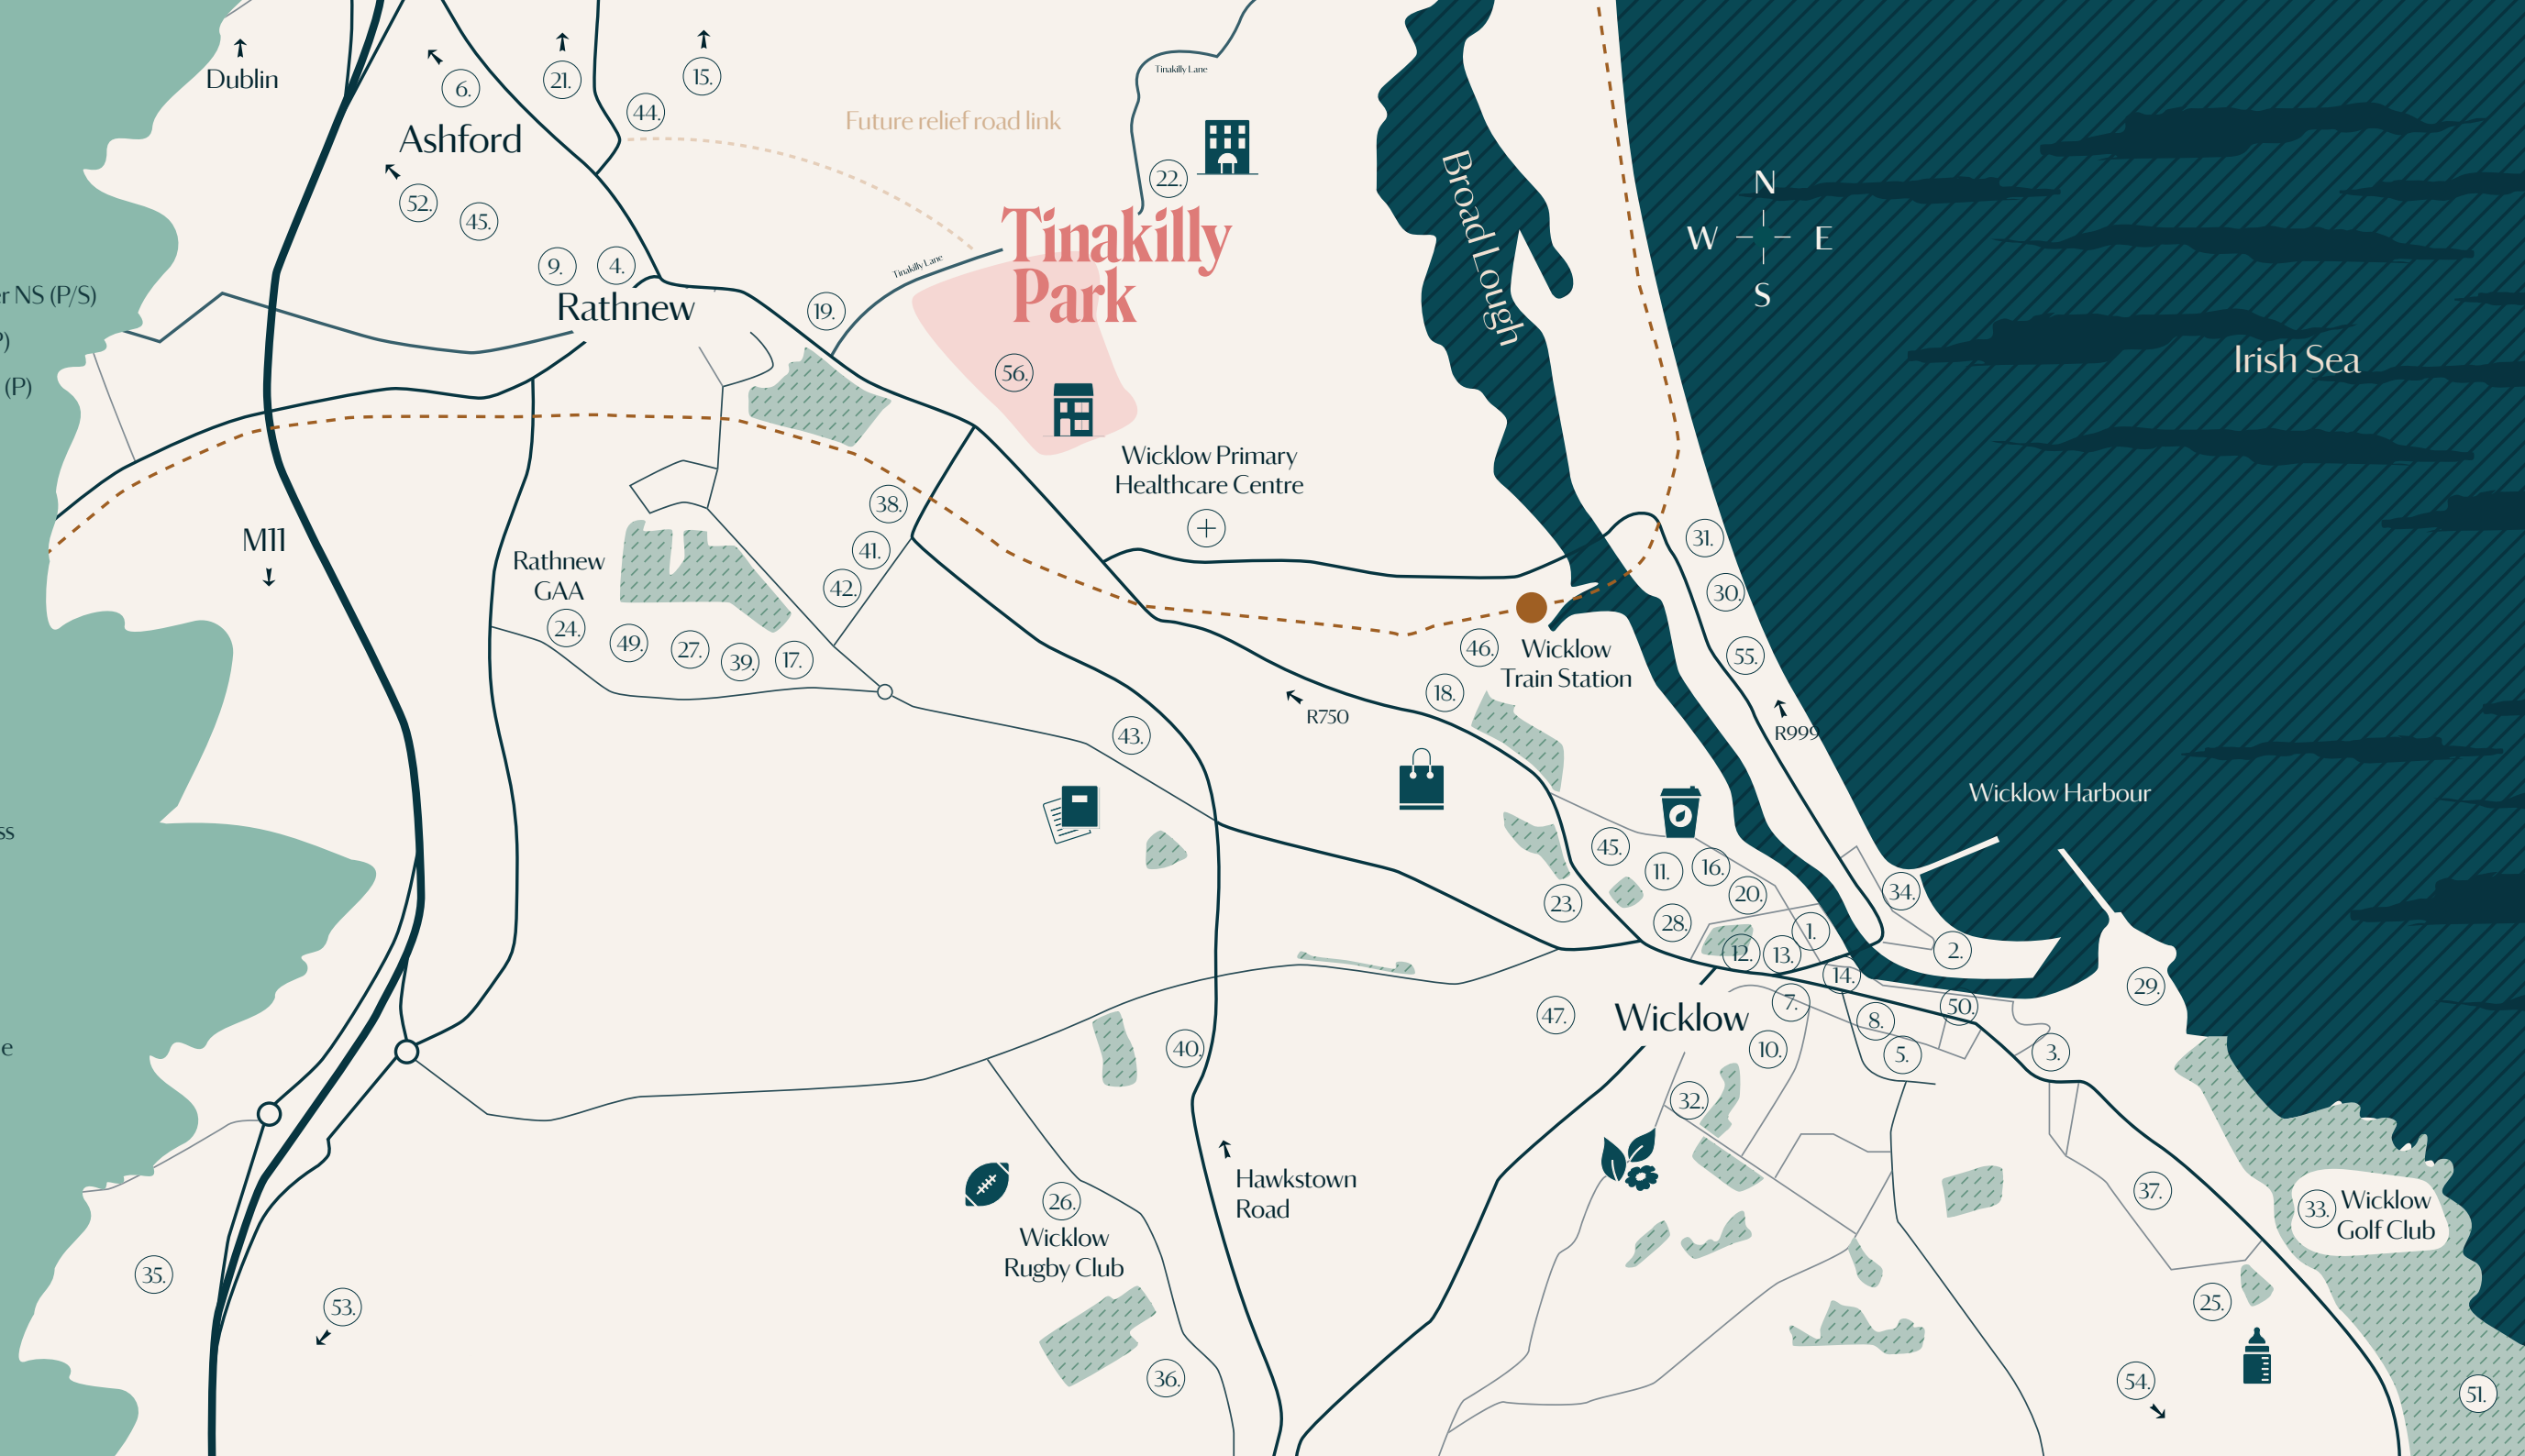 Dublin
6.
21.
15.
44.
Ashford
52.
45.
9.
4.
Rathnew
Future relief road link
Tinakilly Lane
22.
Tinakilly
Park
Tinakilly Lane
19.
56.
Broad Lough
N
W
E
S
Irish Sea
r NS (P/S)
P)
(P)
M11
Wicklow Primary
Healthcare Centre
38.
41.
42.
Rathnew
GAA
24.
49.
27.
39.
17.
31.
30.
55.
46.
Wicklow
Train Station
18.
R750
R999
43.
Wicklow Harbour
ss
45.
11.
16.
20.
23.
28.
12.
13.
1.
14.
34.
2.
29.
47.
Wicklow
7.
8.
50.
10.
5.
3.
40.
e
32.
Hawkstown
Road
26.
Wicklow
Rugby Club
37.
33.
Wicklow
Golf Club
35.
53.
25.
36.
54.
51.